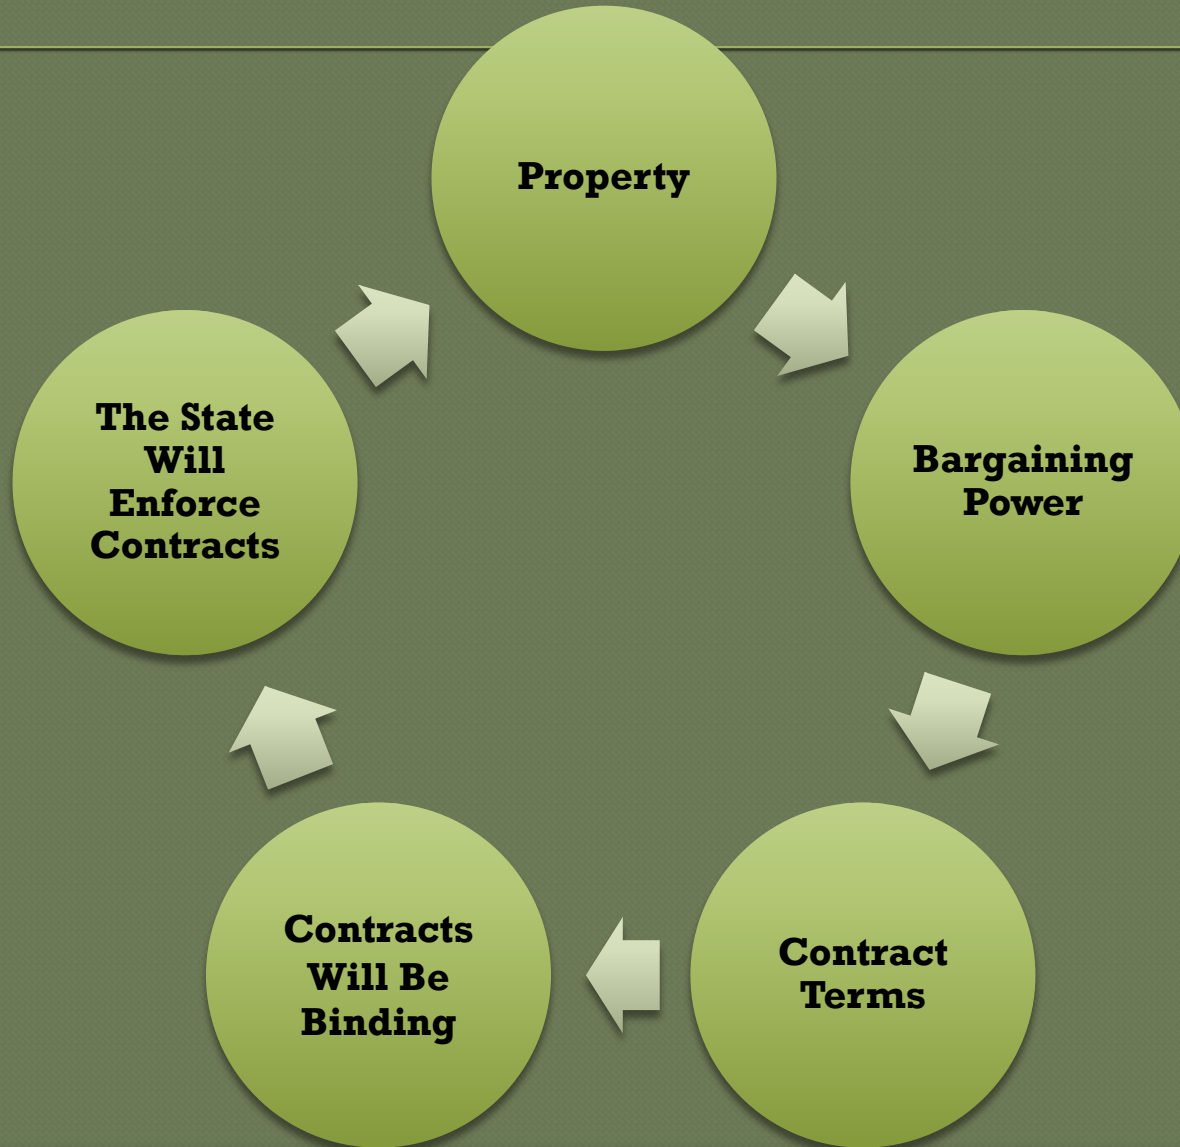 Property
Bargaining
Power
Contract
Terms
Contracts
Will Be
Binding
The State
Will
Enforce
Contracts